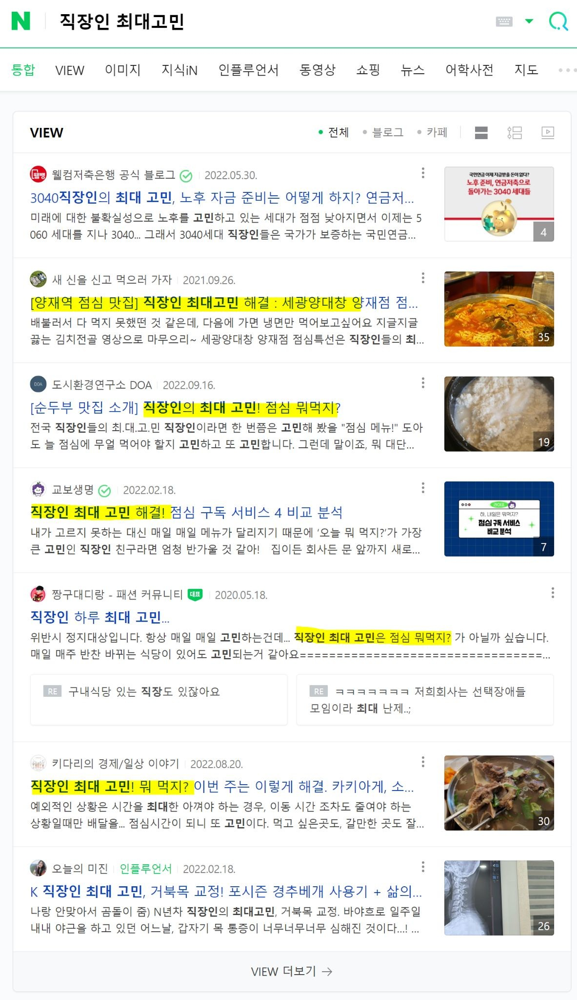 N 직장인 최대고민
통합 VIEW 이미지 지식iN 인플루언서 동영상 쇼핑 뉴스 어학사전 지도
VIEW 전체 블로그 카페
웰뱅 웰컴저축은행 공식 블로그 2022.05.30.
3040직장인의 최대 고민, 노후 자금 준비는 어떻게 하지? 연금저...
미래에 대한 불확실성으로 노후를 고민하고 있는 세대가 점점 낮아지면서 이제는 5
060 세대를 지나 3040... 그래서 3040세대 직장인들은 국가가 보증하는 국민연금...
국민연금 이제 지급받을 돈이 없다?
노후 준비, 연금저축으로
돌아가는 3040 세대들
4
새 신을 신고 먹으러 가자 2021.09.26.
[양재역 점심 맛집] 직장인 최대고민 해결 : 세광양대창 양재점 점...
배불러서 다 먹지 못했떤 것 같은데, 다음에 가면 냉면만 먹어보고싶어요 지글지글
끓는 김치전골 영상으로 마무으리~ 세광양대창 양재점 점심특선은 직장인들의 최...
35
DOA 도시환경연구소 DOA 2022.09.16.
[순두부 맛집 소개] 직장인의 최대 고민! 점심 뭐먹지?
전국 직장인들의 최.대.고.민 직장인이라면 한 번쯤은 고민해 봤을 "점심 메뉴!" 도아
도 늘 점심에 무얼 먹어야 할지 고민하고 또 고민합니다. 그런데 말이죠, 뭐 대단...
19
교보생명 2022.02.18.
직장인 최대 고민 해결! 점심 구독 서비스 4 비교 분석
내가 고르지 못하는 대신 매일 매일 메뉴가 달리지기 때문에 ‘오늘 뭐 먹지?’가 가장
큰 고민인 직장인 친구라면 엄청 반가울 것 같아! 집이든 회사든 문 앞까지 새로...
라이프
하. 내일은 뭐먹지?
점심 구독 서비스
비교 분석
7
짱구대디랑 - 패션 커뮤니티 대표 2020.05.18.
직장인 하루 최대 고민...
위반시 정지대상입니다. 항상 매일 매일 고민하는건데... 직장인 최대 고민은 점심 뭐먹지? 가 아닐까 싶습니다.
매일 매주 반찬 바뀌는 식당이 있어도 고민되는거 같아요=================================...
RE 구내식당 있는 직장도 있잖아요
RE ㅋㅋㅋㅋㅋㅋㅋ 저희회사는 선택장애들
모임이라 최대 난제..;
키다리의 경제/일상 이야기 2022.08.20.
직장인 최대 고민! 뭐 먹지? 이번 주는 이렇게 해결. 카키아게, 소...
예외적인 상황은 시간을 최대한 아껴야 하는 경우, 이동 시간 조차도 줄여야 하는
상황일때만 배달을... 점심시간이 되니 또 고민이다. 먹고 싶은곳도, 갈만한 곳도 잘...
30
오늘의 미진 인플루언서 2022.02.18.
K 직장인 최대 고민, 거북목 교정! 포시즌 경추베개 사용기 + 삶의...
나랑 안맞아서 곰돌이 줌) N년차 직장인의 최대고민, 거북목 교정. 바야흐로 일주일
내내 야근을 하고 있던 어느날, 갑자기 목 통증이 너무너무너무 심해진 것이다...! ...
26
VIEW 더보기 →